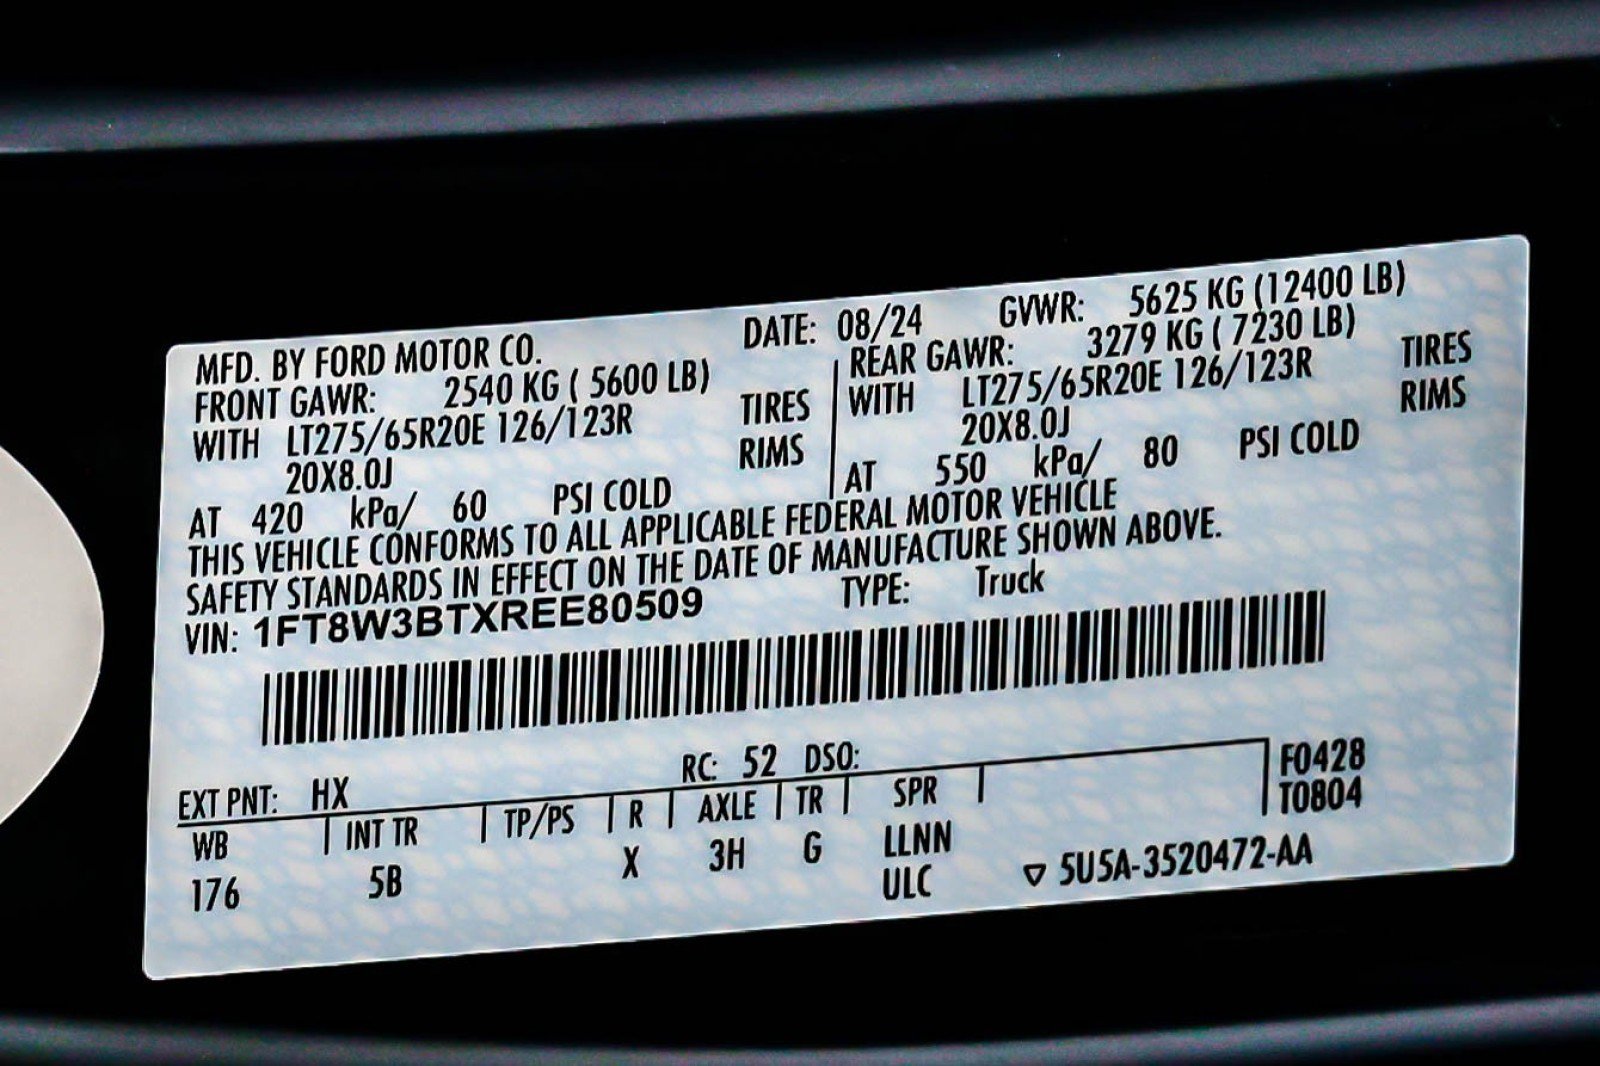 MFD. BY FORD MOTOR CO. DATE: 08/24 GVWR: 5625 KG (12400 LB)
FRONT GAWR: 2540 KG ( 5600 LB)
WITH LT275/65R20E 126/123R TIRES
20X8.0J RIMS
AT 420 kPa/ 60 PSI COLD
REAR GAWR: 3279 KG ( 7230 LB)
WITH LT275/65R20E 126/123R TIRES
20X8.0J RIMS
AT 550 kPa/ 80 PSI COLD
THIS VEHICLE CONFORMS TO ALL APPLICABLE FEDERAL MOTOR VEHICLE
SAFETY STANDARDS IN EFFECT ON THE DATE OF MANUFACTURE SHOWN ABOVE.
VIN: 1FT8W3BTXREE80509 TYPE: Truck
EXT PNT: HX RC: 52 DSO: F0428
WB INT TR TP/PS R AXLE TR SPR T0804
176 5B X 3H G LLNN
ULC ▽ 5U5A-3520472-AA